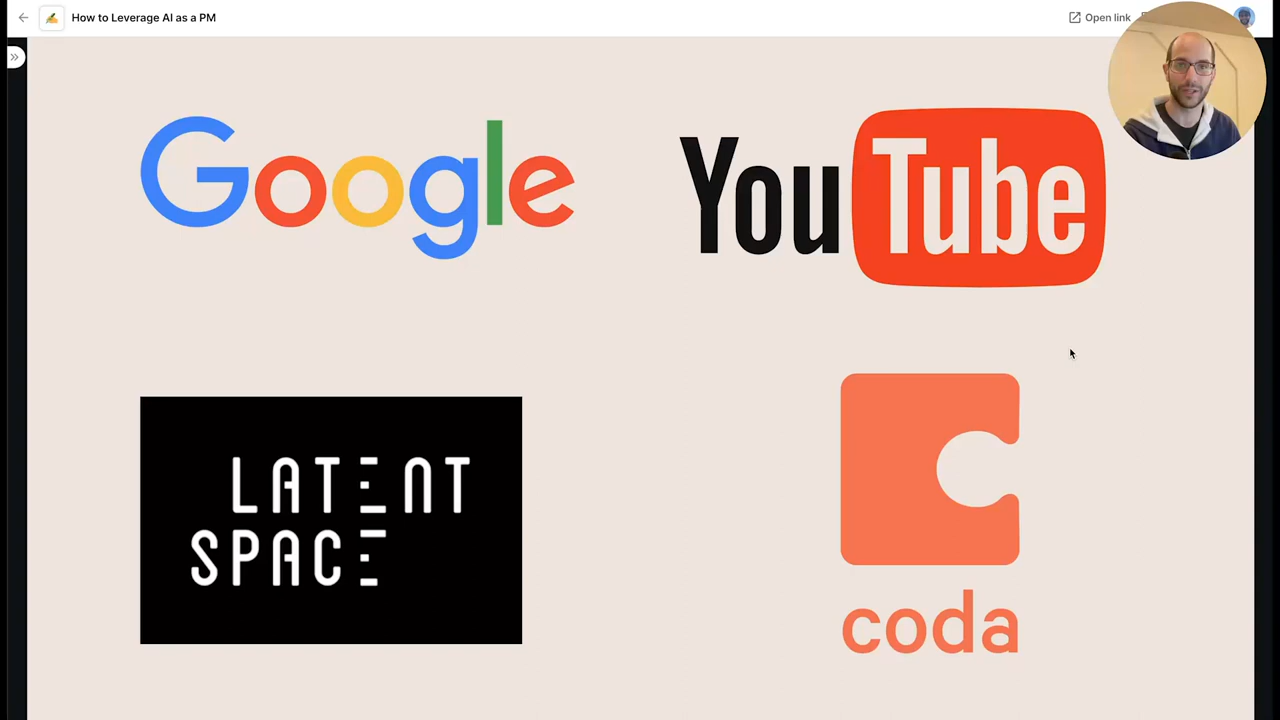 How to Leverage AI as a PM
Open link
Google
YouTube
LATENT
SPACE
coda